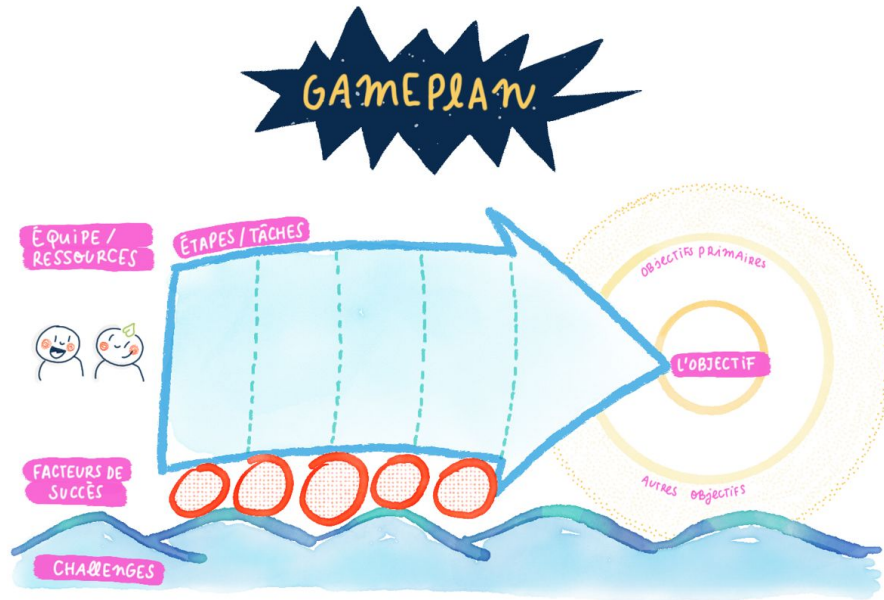 GAMEPLAN
ÉQUIPE /
RESSOURCES
ÉTAPES / TÂCHES
OBJECTIFS PRIMAIRES
L'OBJECTIF
FACTEURS DE
SUCCÈS
AUTRES OBJECTIFS
CHALLENGES